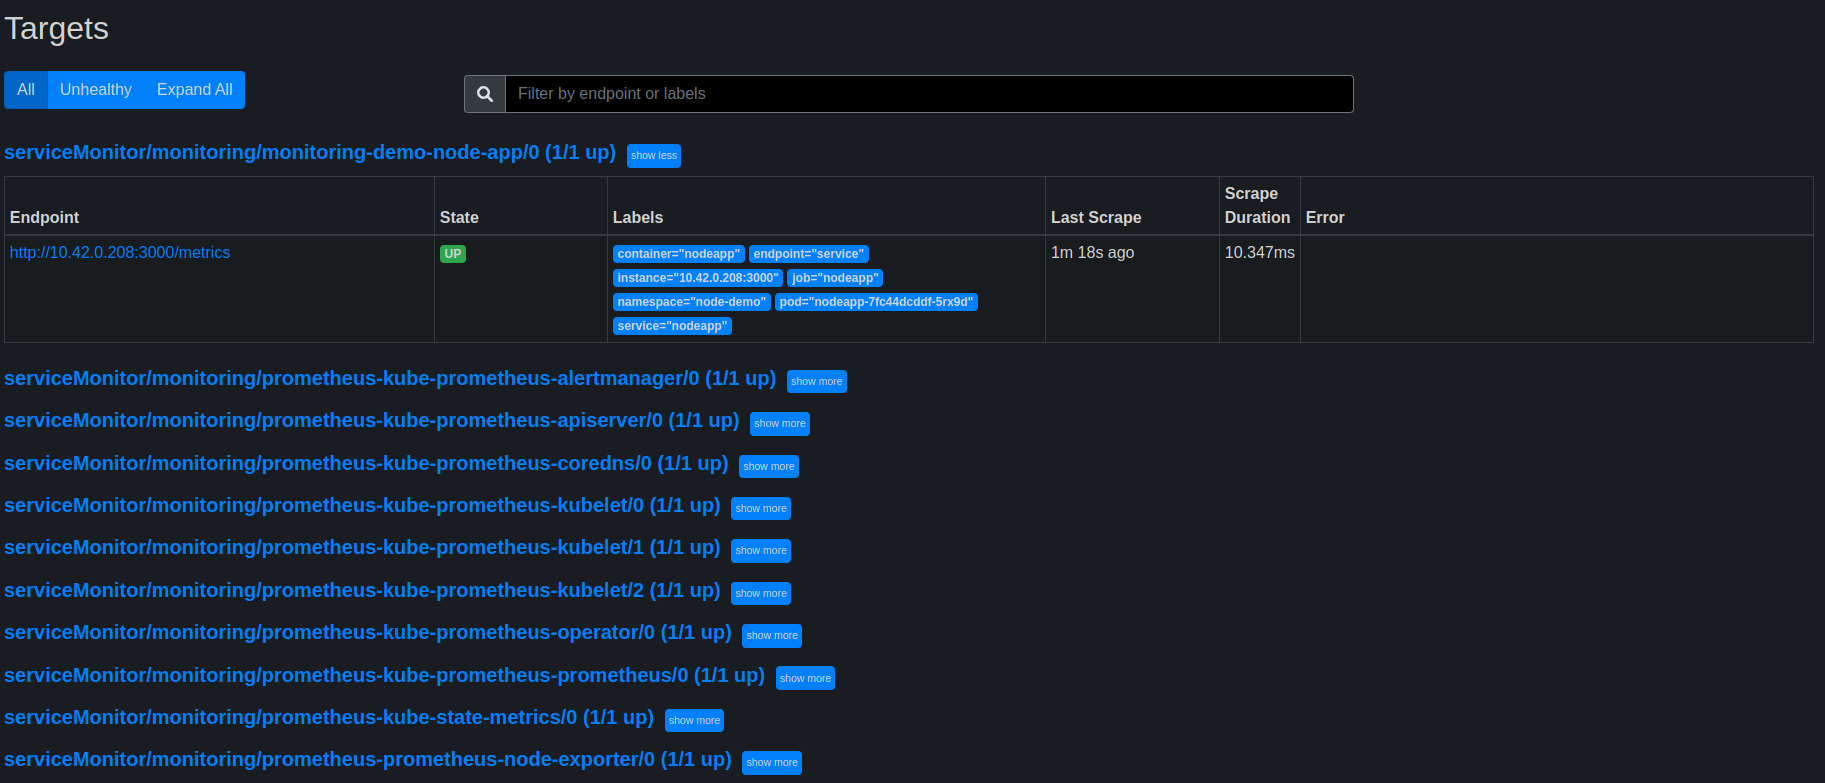 Targets
All Unhealthy Expand All
Filter by endpoint or labels
serviceMonitor/monitoring/monitoring-demo-node-app/0 (1/1 up) show less
Endpoint State Labels Last Scrape Scrape Duration Error
http://10.42.0.208:3000/metrics UP container="nodeapp" endpoint="service" 1m 18s ago 10.347ms
instance="10.42.0.208:3000" job="nodeapp"
namespace="node-demo" pod="nodeapp-7fc44dcddf-5rx9d"
service="nodeapp"
serviceMonitor/monitoring/prometheus-kube-prometheus-alertmanager/0 (1/1 up) show more
serviceMonitor/monitoring/prometheus-kube-prometheus-apiserver/0 (1/1 up) show more
serviceMonitor/monitoring/prometheus-kube-prometheus-coredns/0 (1/1 up) show more
serviceMonitor/monitoring/prometheus-kube-prometheus-kubelet/0 (1/1 up) show more
serviceMonitor/monitoring/prometheus-kube-prometheus-kubelet/1 (1/1 up) show more
serviceMonitor/monitoring/prometheus-kube-prometheus-kubelet/2 (1/1 up) show more
serviceMonitor/monitoring/prometheus-kube-prometheus-operator/0 (1/1 up) show more
serviceMonitor/monitoring/prometheus-kube-prometheus-prometheus/0 (1/1 up) show more
serviceMonitor/monitoring/prometheus-kube-state-metrics/0 (1/1 up) show more
serviceMonitor/monitoring/prometheus-prometheus-node-exporter/0 (1/1 up) show more